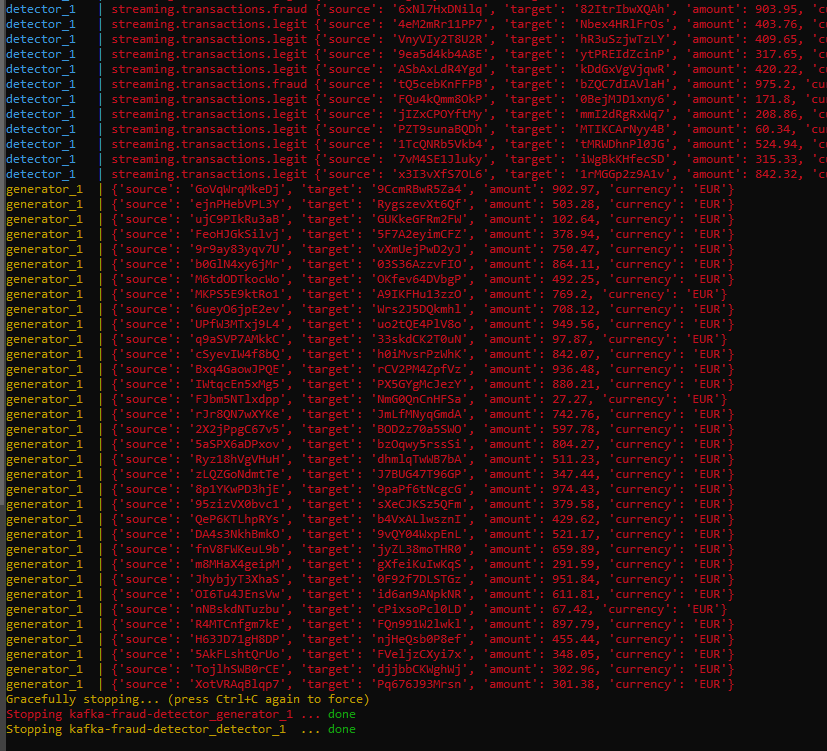 detector_1   | streaming.transactions.fraud {'source': '6xNl7HxDNilq', 'target': '82ItrIbwXQAh', 'amount': 903.95, 'cu
detector_1   | streaming.transactions.legit {'source': '4eM2mRr11PP7', 'target': 'Nbex4HRlFrOs', 'amount': 403.76, 'cu
detector_1   | streaming.transactions.legit {'source': 'VnyVIy2T8U2R', 'target': 'hR3uSzjwTzLY', 'amount': 409.65, 'cu
detector_1   | streaming.transactions.legit {'source': '9ea5d4kb4A8E', 'target': 'ytPREIdZcinP', 'amount': 317.65, 'cu
detector_1   | streaming.transactions.legit {'source': 'ASbAxLdR4Ygd', 'target': 'kDdGxVgVjqwR', 'amount': 420.22, 'cu
detector_1   | streaming.transactions.fraud {'source': 'tQ5cebKnFFPB', 'target': 'bZQC7dIAVlaH', 'amount': 975.2, 'cur
detector_1   | streaming.transactions.legit {'source': 'FQu4kQmm8OkP', 'target': '0BejMJD1xny6', 'amount': 171.8, 'cur
detector_1   | streaming.transactions.legit {'source': 'jIZxCPOYftMy', 'target': 'mmI2dRgRxWq7', 'amount': 208.86, 'cu
detector_1   | streaming.transactions.legit {'source': 'PZT9sunaBQDh', 'target': 'MTIKCArNyy4B', 'amount': 60.34, 'cur
detector_1   | streaming.transactions.legit {'source': '1TcQNRb5Vkb4', 'target': 'tMRWDhnPl0JG', 'amount': 524.94, 'cu
detector_1   | streaming.transactions.legit {'source': '7vM4SE1Jluky', 'target': 'iWgBkKHfecSD', 'amount': 315.33, 'cu
detector_1   | streaming.transactions.legit {'source': 'x3I3vXfS7OL6', 'target': '1rMGGp2z9A1v', 'amount': 842.32, 'cu
generator_1  | {'source': 'GoVqWrqMkeDj', 'target': '9CcmRBwR5Za4', 'amount': 902.97, 'currency': 'EUR'}
generator_1  | {'source': 'ejnPHebVPL3Y', 'target': 'RygszevXt6Qf', 'amount': 503.28, 'currency': 'EUR'}
generator_1  | {'source': 'ujC9PIkRu3aB', 'target': 'GUKkeGFRm2FW', 'amount': 102.64, 'currency': 'EUR'}
generator_1  | {'source': 'FeoHJGkSilvj', 'target': '5F7A2eyimCFZ', 'amount': 378.94, 'currency': 'EUR'}
generator_1  | {'source': '9r9ay83yqv7U', 'target': 'vXmUejPwD2yJ', 'amount': 750.47, 'currency': 'EUR'}
generator_1  | {'source': 'b0GlN4xy6jMr', 'target': '03S36AzzvFIO', 'amount': 864.11, 'currency': 'EUR'}
generator_1  | {'source': 'M6tdODTkocWo', 'target': 'OKfev64DVbgP', 'amount': 492.25, 'currency': 'EUR'}
generator_1  | {'source': 'MKPS5E9ktRo1', 'target': 'A9IKFHu13zzO', 'amount': 769.2, 'currency': 'EUR'}
generator_1  | {'source': '6ueyO6jpE2ev', 'target': 'Wrs2J5DQkmhl', 'amount': 708.12, 'currency': 'EUR'}
generator_1  | {'source': 'UPfW3MTxj9L4', 'target': 'uo2tQE4PlV8o', 'amount': 949.56, 'currency': 'EUR'}
generator_1  | {'source': 'q9aSVP7AMkkC', 'target': '33skdCK2T0uN', 'amount': 97.87, 'currency': 'EUR'}
generator_1  | {'source': 'cSyevIW4f8bQ', 'target': 'h0iMvsrPzWhK', 'amount': 842.07, 'currency': 'EUR'}
generator_1  | {'source': 'Bxq4GaowJPQE', 'target': 'rCV2PM4ZpfVz', 'amount': 936.48, 'currency': 'EUR'}
generator_1  | {'source': 'IWtqcEn5xMg5', 'target': 'PX5GYgMcJezY', 'amount': 880.21, 'currency': 'EUR'}
generator_1  | {'source': 'FJbm5NTlxdpp', 'target': 'NmG0QnCnHFSa', 'amount': 27.27, 'currency': 'EUR'}
generator_1  | {'source': 'rJr8QN7wXYKe', 'target': 'JmLfMNyqGmdA', 'amount': 742.76, 'currency': 'EUR'}
generator_1  | {'source': '2X2jPpgC67v5', 'target': 'BOD2z70a5SWO', 'amount': 597.78, 'currency': 'EUR'}
generator_1  | {'source': '5aSPX6aDPxov', 'target': 'bzOqwy5rssSi', 'amount': 804.27, 'currency': 'EUR'}
generator_1  | {'source': 'Ryz18hVgVHuH', 'target': 'dhmlqTwWB7bA', 'amount': 511.23, 'currency': 'EUR'}
generator_1  | {'source': 'zLQZGoNdmtTe', 'target': 'J7BUG47T96GP', 'amount': 347.44, 'currency': 'EUR'}
generator_1  | {'source': '8p1YKwPD3hjE', 'target': '9paPf6tNcgcG', 'amount': 974.43, 'currency': 'EUR'}
generator_1  | {'source': '95zizVX0bvc1', 'target': 'sXeCJKSz5QFm', 'amount': 379.58, 'currency': 'EUR'}
generator_1  | {'source': 'QeP6KTLhpRYs', 'target': 'b4VxALlwsznI', 'amount': 429.62, 'currency': 'EUR'}
generator_1  | {'source': 'DA4s3NkhBmkO', 'target': '9vQY04WxpEnL', 'amount': 521.17, 'currency': 'EUR'}
generator_1  | {'source': 'fnV8FWKeuL9b', 'target': 'jyZL38moTHR0', 'amount': 659.89, 'currency': 'EUR'}
generator_1  | {'source': 'm8MHaX4geipM', 'target': 'gXfeiKuIwKqS', 'amount': 291.59, 'currency': 'EUR'}
generator_1  | {'source': 'JhybjyT3XhaS', 'target': '0F92f7DLSTGz', 'amount': 951.84, 'currency': 'EUR'}
generator_1  | {'source': 'OI6Tu4JEnsVw', 'target': 'id6an9ANpkNR', 'amount': 611.81, 'currency': 'EUR'}
generator_1  | {'source': 'nNBskdNTuzbu', 'target': 'cPixsoPcl0LD', 'amount': 67.42, 'currency': 'EUR'}
generator_1  | {'source': 'R4MTCnfgm7kE', 'target': 'FQn991W2lwkl', 'amount': 897.79, 'currency': 'EUR'}
generator_1  | {'source': 'H63JD71gH8DP', 'target': 'njHeQsb0P8ef', 'amount': 455.44, 'currency': 'EUR'}
generator_1  | {'source': '5AkFLshtQrUo', 'target': 'FVeljzCXyi7x', 'amount': 348.05, 'currency': 'EUR'}
generator_1  | {'source': 'TojlhSWB0rCE', 'target': 'djjbbCKWghWj', 'amount': 302.96, 'currency': 'EUR'}
generator_1  | {'source': 'XotVRAqBlqp7', 'target': 'Pq676J93Mrsn', 'amount': 301.38, 'currency': 'EUR'}
Gracefully stopping... (press Ctrl+C again to force)
Stopping kafka-fraud-detector_generator_1 ... done
Stopping kafka-fraud-detector_detector_1  ... done